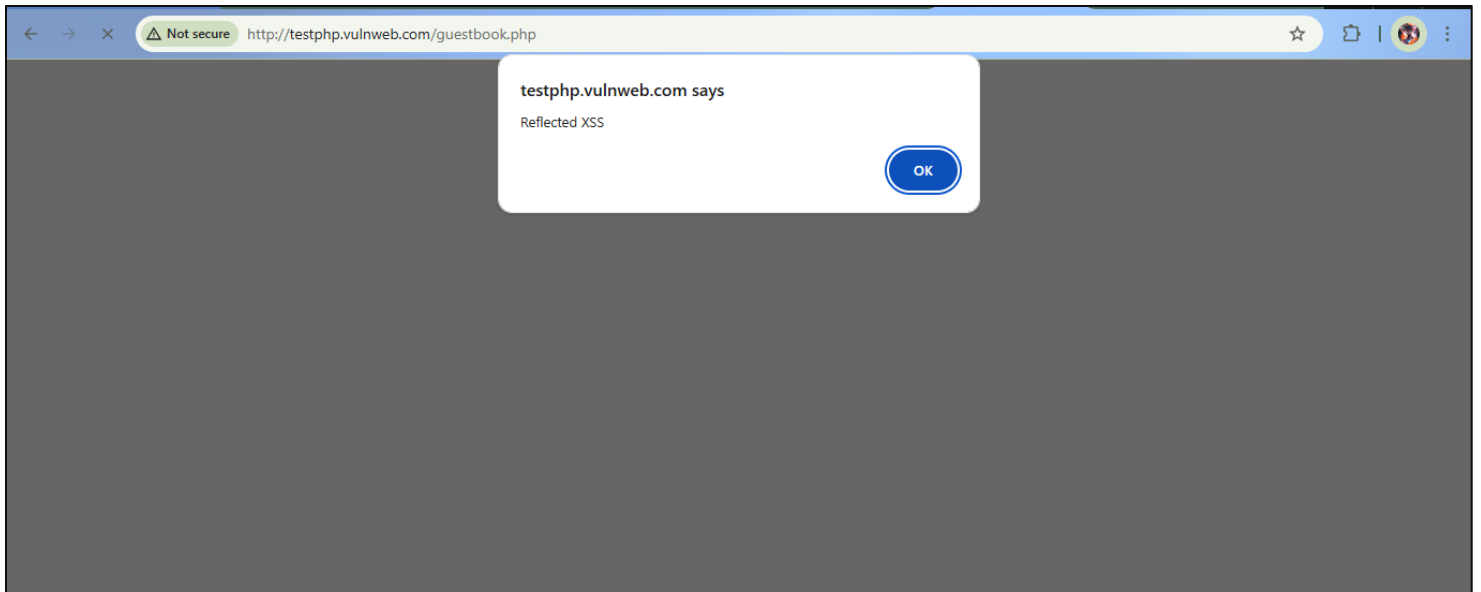 Not secure http://testphp.vulnweb.com/guestbook.php
testphp.vulnweb.com says
Reflected XSS
OK